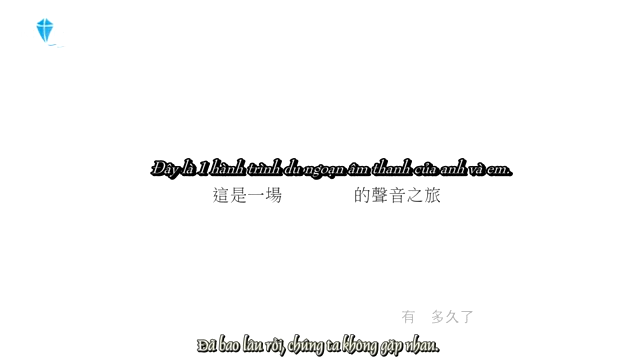 Đây là 1 hành trình du ngoạn âm thanh của anh và em.
這是一場 的聲音之旅
有 多久了
Đã bao lâu rồi, chúng ta không gặp nhau.